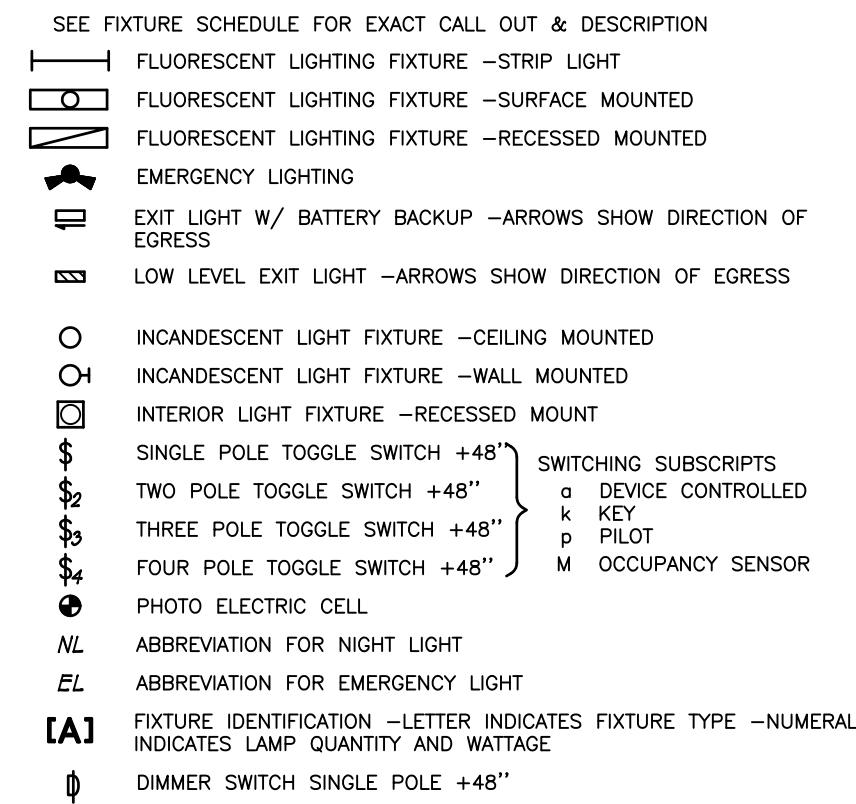 SEE FIXTURE SCHEDULE FOR EXACT CALL OUT & DESCRIPTION
FLUORESCENT LIGHTING FIXTURE –STRIP LIGHT
FLUORESCENT LIGHTING FIXTURE –SURFACE MOUNTED
FLUORESCENT LIGHTING FIXTURE –RECESSED MOUNTED
EMERGENCY LIGHTING
EXIT LIGHT W/ BATTERY BACKUP –ARROWS SHOW DIRECTION OF
EGRESS
LOW LEVEL EXIT LIGHT –ARROWS SHOW DIRECTION OF EGRESS
INCANDESCENT LIGHT FIXTURE –CEILING MOUNTED
INCANDESCENT LIGHT FIXTURE –WALL MOUNTED
INTERIOR LIGHT FIXTURE –RECESSED MOUNT
$ SINGLE POLE TOGGLE SWITCH +48''
$2 TWO POLE TOGGLE SWITCH +48''
$3 THREE POLE TOGGLE SWITCH +48''
$4 FOUR POLE TOGGLE SWITCH +48''
SWITCHING SUBSCRIPTS
a DEVICE CONTROLLED
k KEY
p PILOT
M OCCUPANCY SENSOR
PHOTO ELECTRIC CELL
NL ABBREVIATION FOR NIGHT LIGHT
EL ABBREVIATION FOR EMERGENCY LIGHT
[A] FIXTURE IDENTIFICATION –LETTER INDICATES FIXTURE TYPE –NUMERAL
INDICATES LAMP QUANTITY AND WATTAGE
DIMMER SWITCH SINGLE POLE +48''